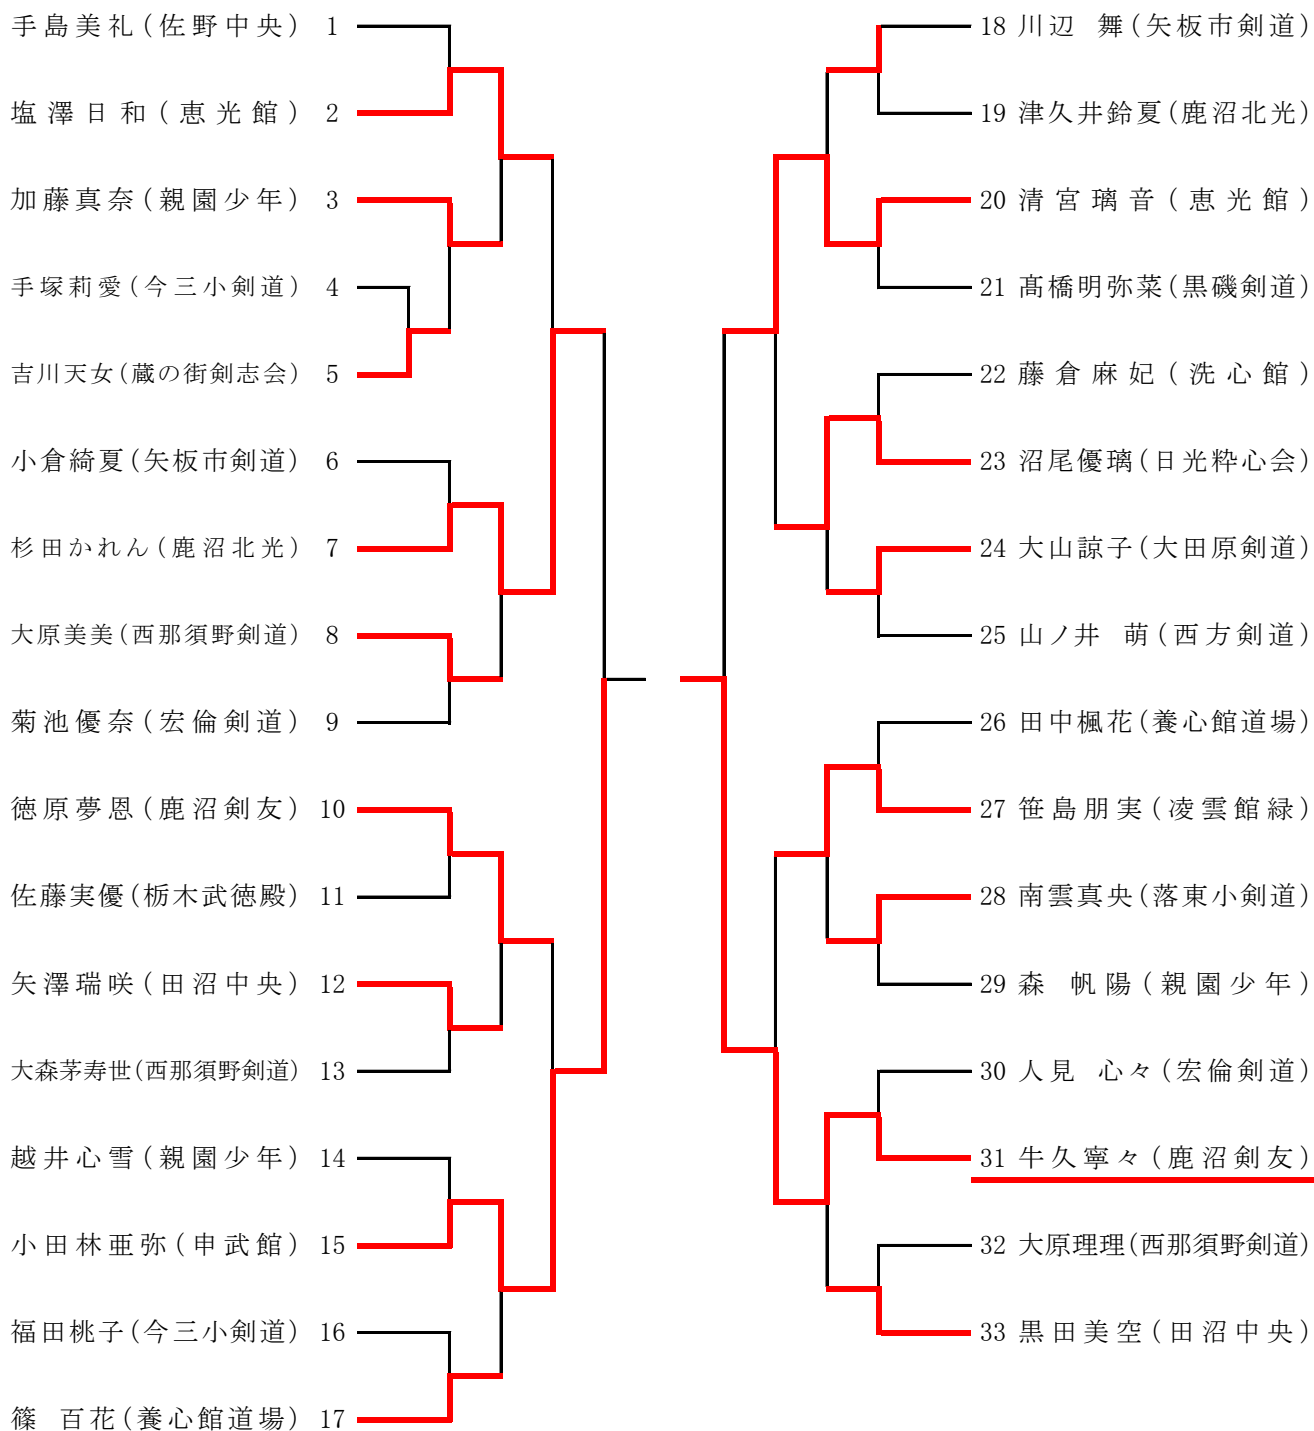 手島美礼(佐野中央) 1
塩澤日和(恵光館) 2
加藤真奈(親園少年) 3
手塚莉愛(今三小剣道) 4
吉川天女(蔵の街剣志会) 5
小倉綺夏(矢板市剣道) 6
杉田かれん(鹿沼北光) 7
大原美美(西那須野剣道) 8
菊池優奈(宏倫剣道) 9
徳原夢恩(鹿沼剣友) 10
佐藤実優(栃木武徳殿) 11
矢澤瑞咲(田沼中央) 12
大森茅寿世(西那須野剣道) 13
越井心雪(親園少年) 14
小田林亜弥(申武館) 15
福田桃子(今三小剣道) 16
篠 百花(養心館道場) 17
18 川辺 舞(矢板市剣道)
19 津久井鈴夏(鹿沼北光)
20 清宮璃音(恵光館)
21 髙橋明弥菜(黒磯剣道)
22 藤倉麻妃(洗心館)
23 沼尾優璃(日光粋心会)
24 大山諒子(大田原剣道)
25 山ノ井 萌(西方剣道)
26 田中楓花(養心館道場)
27 笹島朋実(凌雲館緑)
28 南雲真央(落東小剣道)
29 森 帆陽(親園少年)
30 人見 心々(宏倫剣道)
31 牛久寧々(鹿沼剣友)
32 大原理理(西那須野剣道)
33 黒田美空(田沼中央)